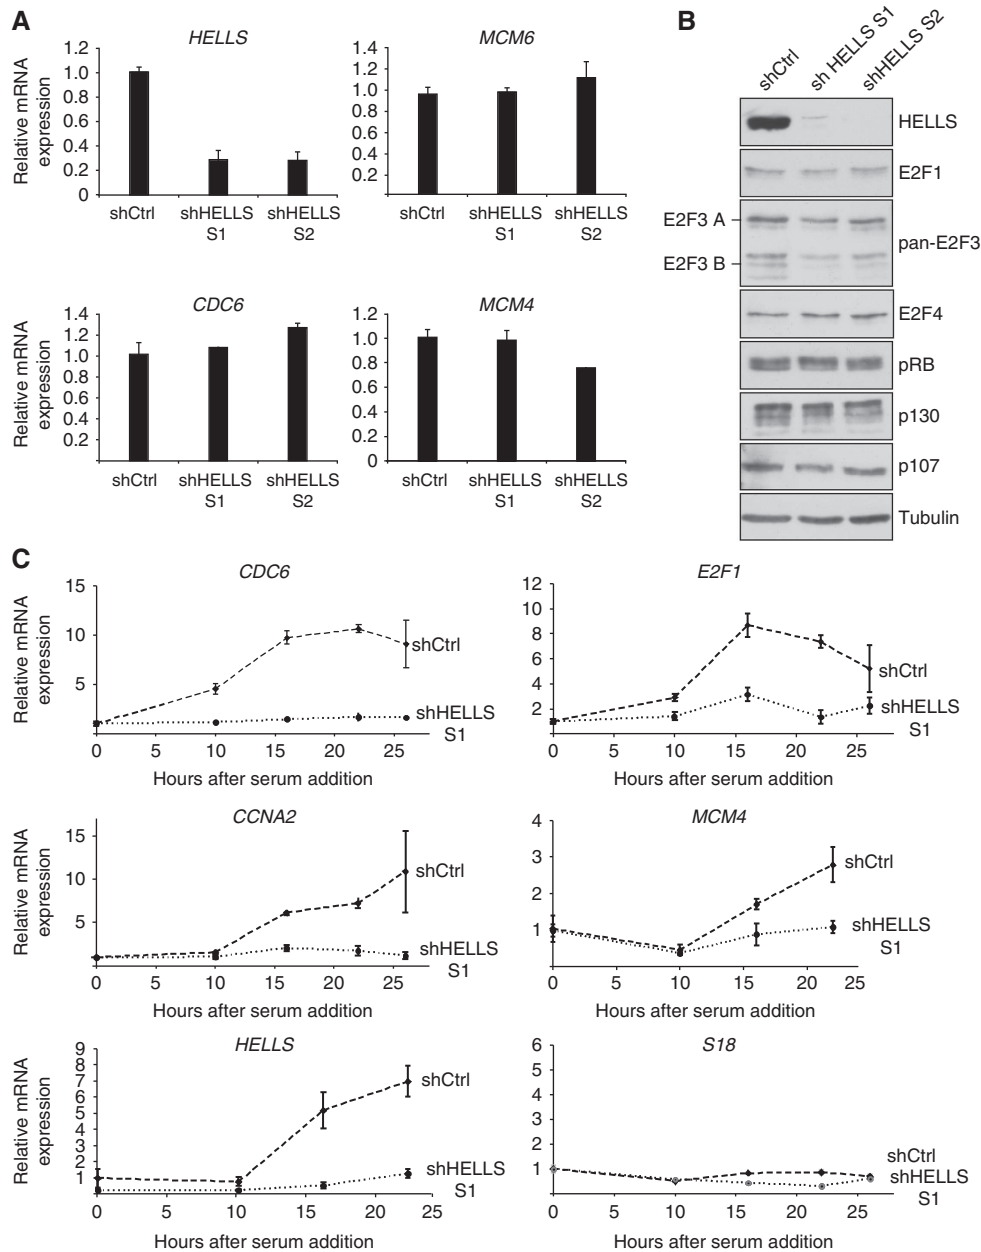 A
HELLS
Relative mRNA
expression
1.2
1.0
0.8
0.6
0.4
0.2
0
shCtrl
shHELLS
S1
shHELLS
S2
MCM6
1.4
1.2
1.0
0.8
0.6
0.4
0.2
shCtrl
shHELLS
S1
shHELLS
S2
CDC6
Relative mRNA
expression
1.4
1.2
1.0
0.8
0.6
0.4
0.2
shCtrl
shHELLS
S1
shHELLS
S2
MCM4
1.2
1.0
0.8
0.6
0.4
0.2
0
shCtrl
shHELLS
S1
shHELLS
S2
B
shCtrl
sh HELLS S1
shHELLS S2
HELLS
E2F1
E2F3 A
E2F3 B
pan-E2F3
E2F4
pRB
p130
p107
Tubulin
C
CDC6
Relative mRNA
expression
15
10
5
shCtrl
shHELLS
S1
0 5 10 15 20 25
Hours after serum addition
E2F1
12
10
8
6
4
2
shCtrl
shHELLS
S1
0 5 10 15 20 25
Hours after serum addition
CCNA2
Relative mRNA
expression
15
10
5
shCtrl
shHELLS
S1
0 5 10 15 20 25
Hours after serum addition
MCM4
4
3
2
1
shCtrl
shHELLS
S1
0 5 10 15 20 25
Hours after serum addition
HELLS
Relative mRNA
expression
9
8
7
6
5
4
3
2
1
shCtrl
shHELLS
S1
0 5 10 15 20 25
Hours after serum addition
S18
6
5
4
3
2
1
shCtrl
shHELLS
S1
0 5 10 15 20 25
Hours after serum addition